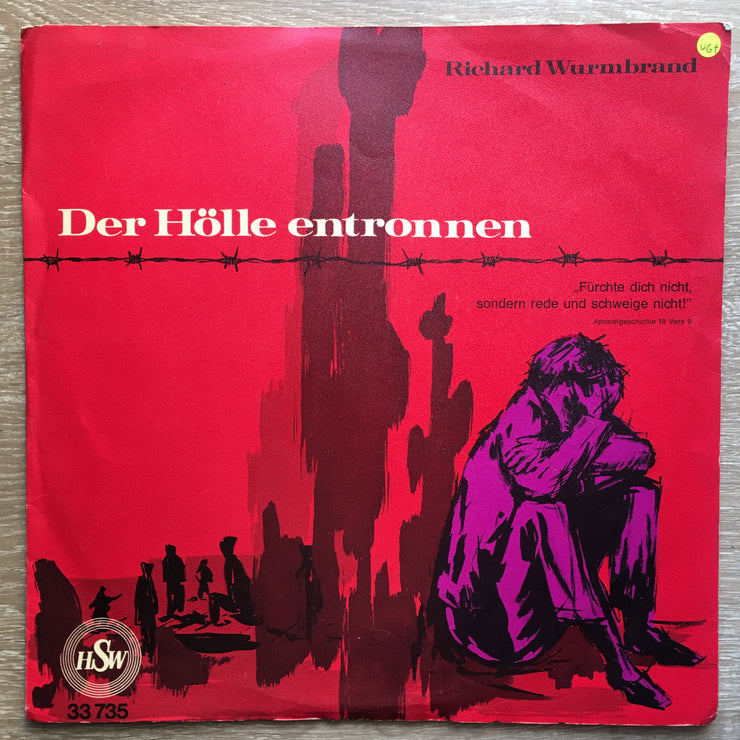 VG+
Richard Wurmbrand
Der Hölle entronnen
„Fürchte dich nicht,
sondern rede und schweige nicht!”
Apostelgeschichte 18 Vers 9
HSW
33 735